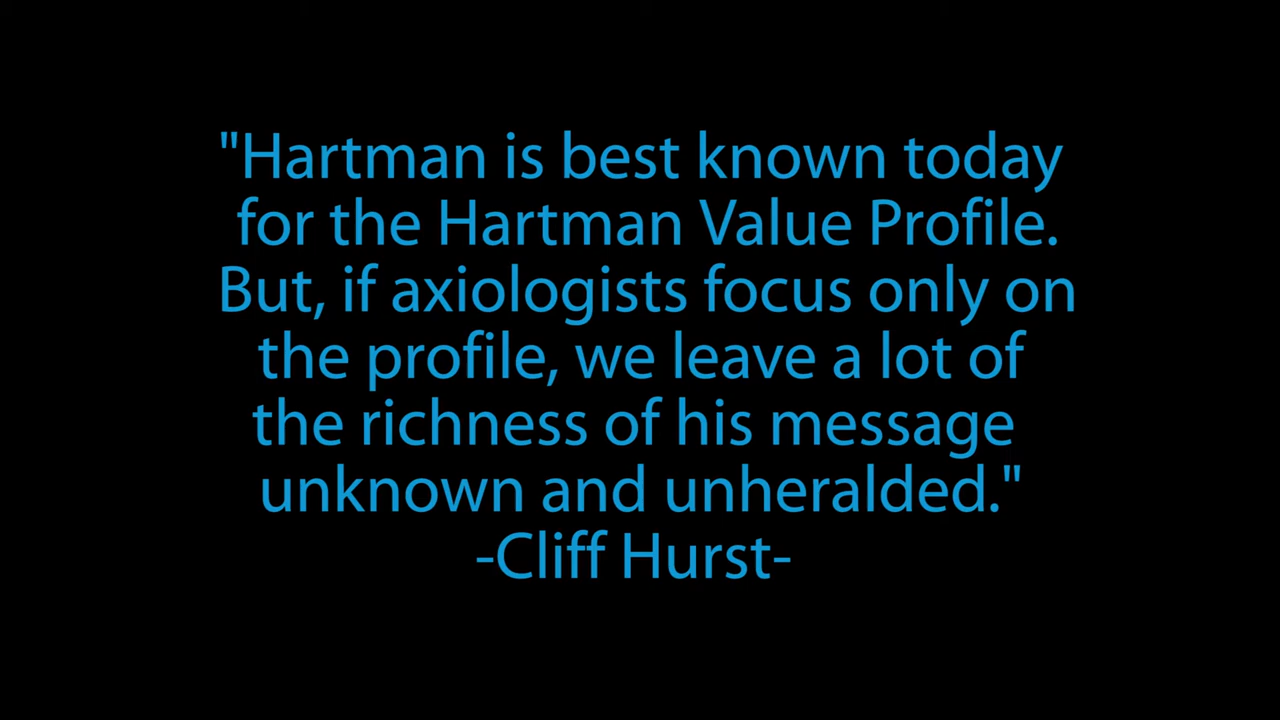 "Hartman is best known today
for the Hartman Value Profile.
But, if axiologists focus only on
the profile, we leave a lot of
the richness of his message
unknown and unheralded."
-Cliff Hurst-